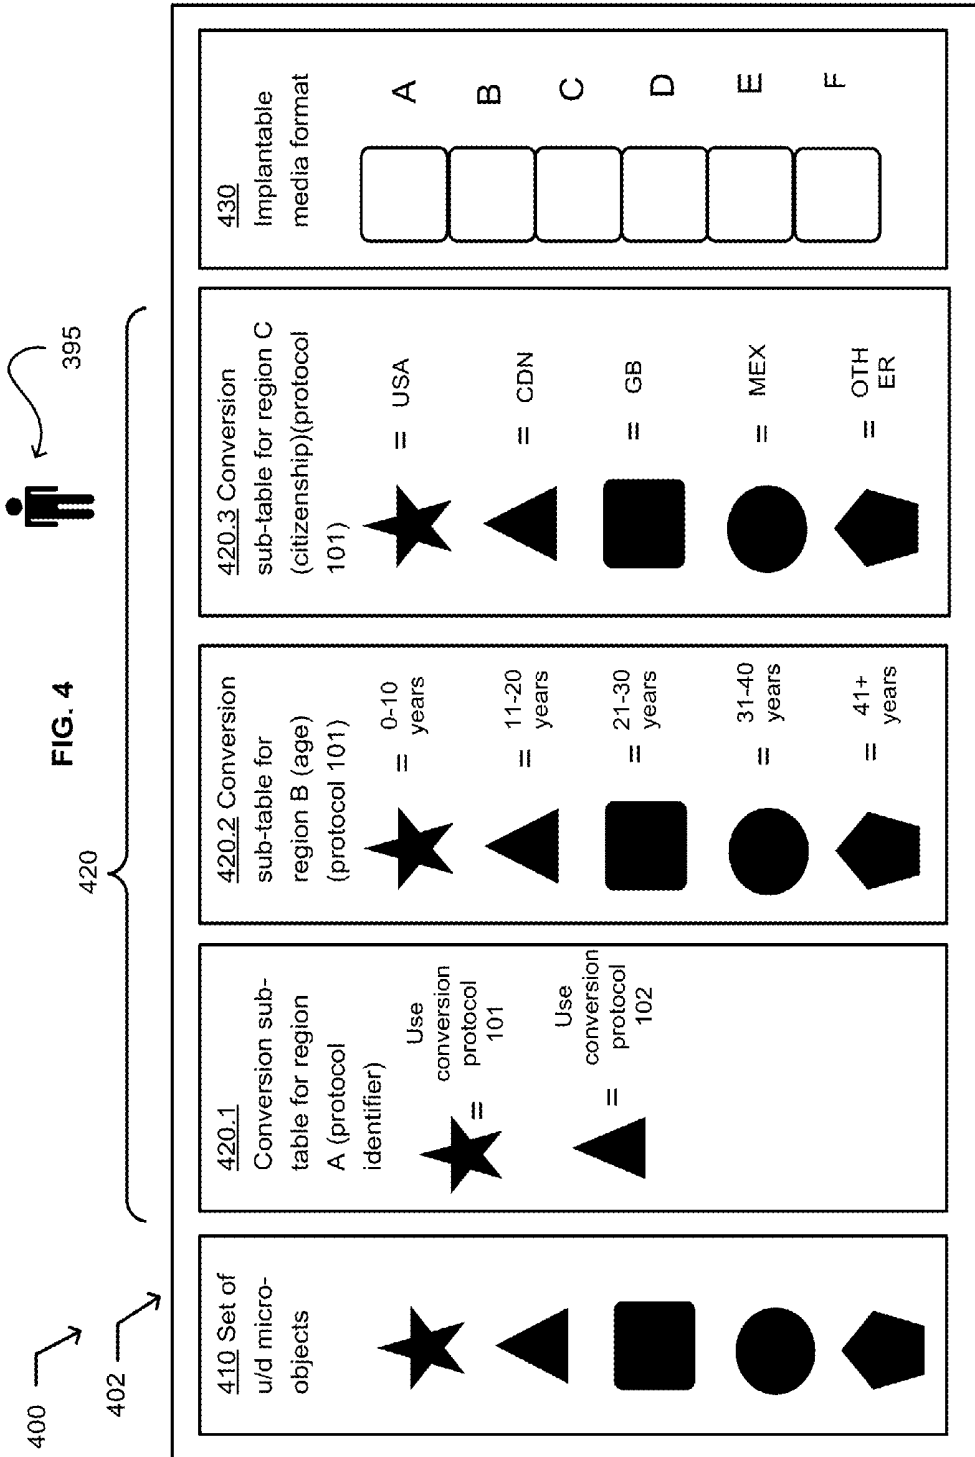 400
402
420
FIG. 4
395
410 Set of
u/d micro-
objects
420.1
Conversion sub-
table for region
A (protocol
identifier)
=
Use
conversion
protocol
101
=
Use
conversion
protocol
102
420.2 Conversion
sub-table for
region B (age)
(protocol 101)
= 0-10
years
= 11-20
years
= 21-30
years
= 31-40
years
= 41+
years
420.3 Conversion
sub-table for region C
(citizenship)(protocol
101)
= USA
= CDN
= GB
= MEX
= OTH
ER
430
Implantable
media format
A
B
C
D
E
F